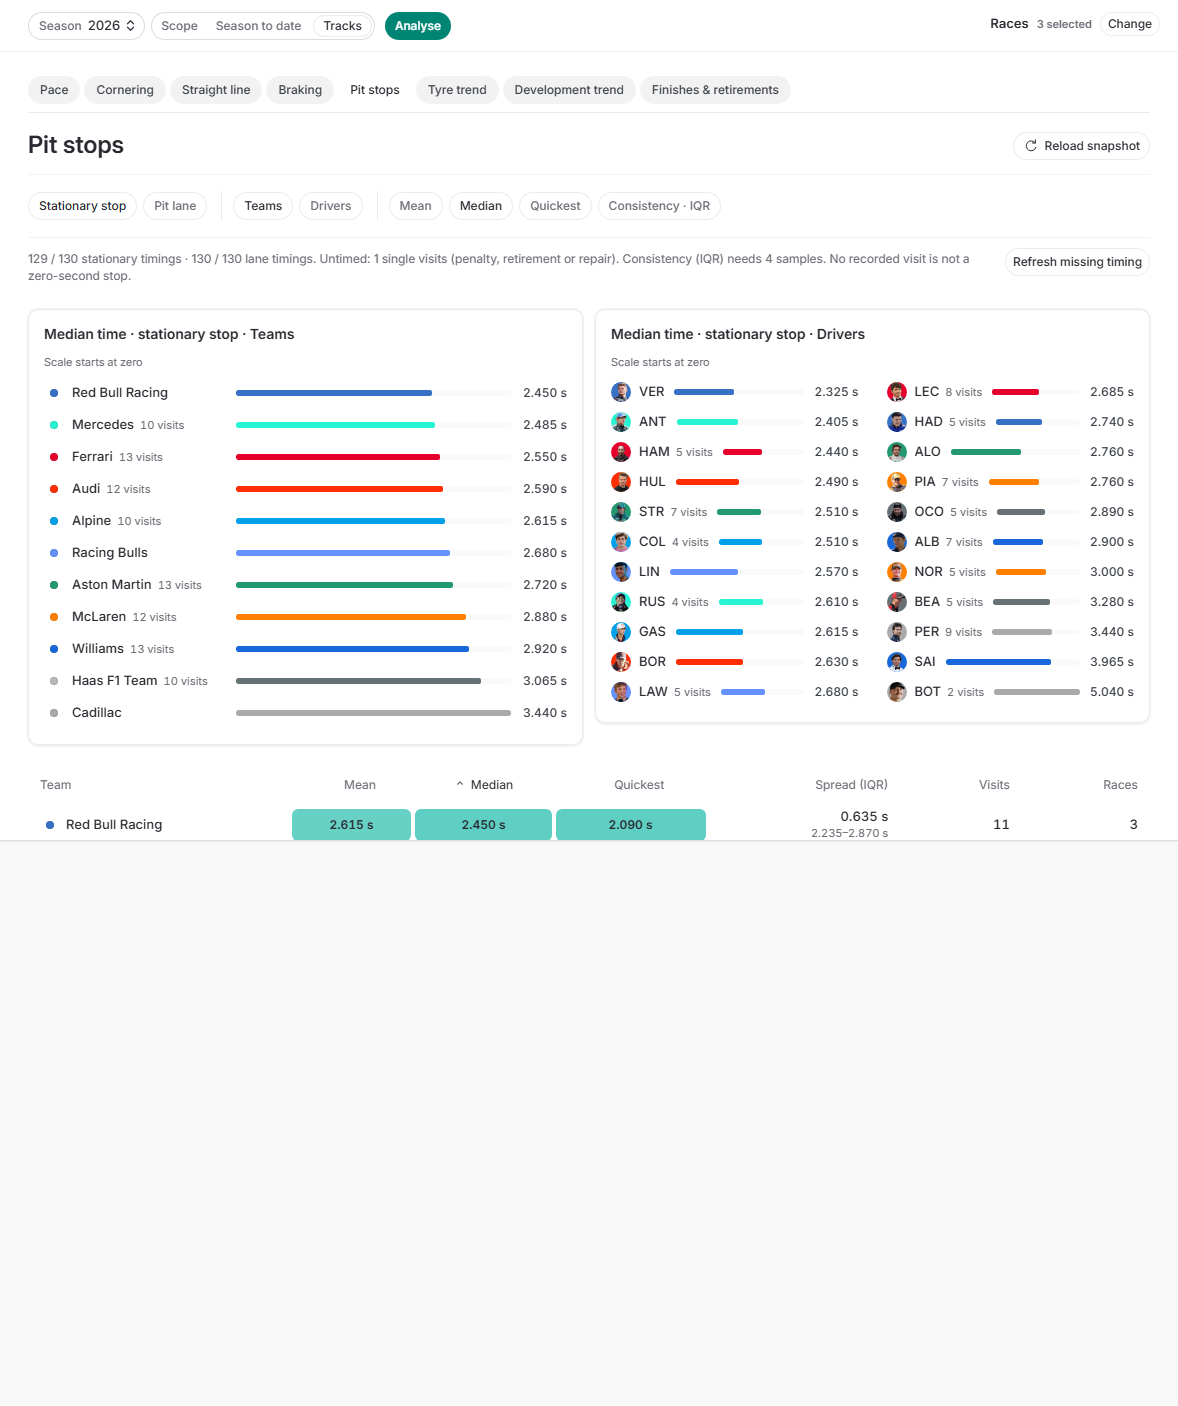 Season 2026 Scope Season to date Tracks Analyse Races 3 selected Change
Pace Cornering Straight line Braking Pit stops Tyre trend Development trend Finishes & retirements
Pit stops
Reload snapshot
Stationary stop Pit lane Teams Drivers Mean Median Quickest Consistency · IQR
129 / 130 stationary timings · 130 / 130 lane timings. Untimed: 1 single visits (penalty, retirement or repair). Consistency (IQR) needs 4 samples. No recorded visit is not a
zero-second stop.
Refresh missing timing
Median time · stationary stop · Teams
Scale starts at zero
Red Bull Racing 2.450 s
Mercedes 10 visits 2.485 s
Ferrari 13 visits 2.550 s
Audi 12 visits 2.590 s
Alpine 10 visits 2.615 s
Racing Bulls 2.680 s
Aston Martin 13 visits 2.720 s
McLaren 12 visits 2.880 s
Williams 13 visits 2.920 s
Haas F1 Team 10 visits 3.065 s
Cadillac 3.440 s
Median time · stationary stop · Drivers
Scale starts at zero
VER 2.325 s
ANT 2.405 s
HAM 5 visits 2.440 s
HUL 2.490 s
STR 7 visits 2.510 s
COL 4 visits 2.510 s
LIN 2.570 s
RUS 4 visits 2.610 s
GAS 2.615 s
BOR 2.630 s
LAW 5 visits 2.680 s
LEC 8 visits 2.685 s
HAD 5 visits 2.740 s
ALO 2.760 s
PIA 7 visits 2.760 s
OCO 5 visits 2.890 s
ALB 7 visits 2.900 s
NOR 5 visits 3.000 s
BEA 5 visits 3.280 s
PER 9 visits 3.440 s
SAI 3.965 s
BOT 2 visits 5.040 s
Team Mean ^ Median Quickest Spread (IQR) Visits Races
Red Bull Racing 2.615 s 2.450 s 2.090 s 0.635 s 11 3
2.235–2.870 s